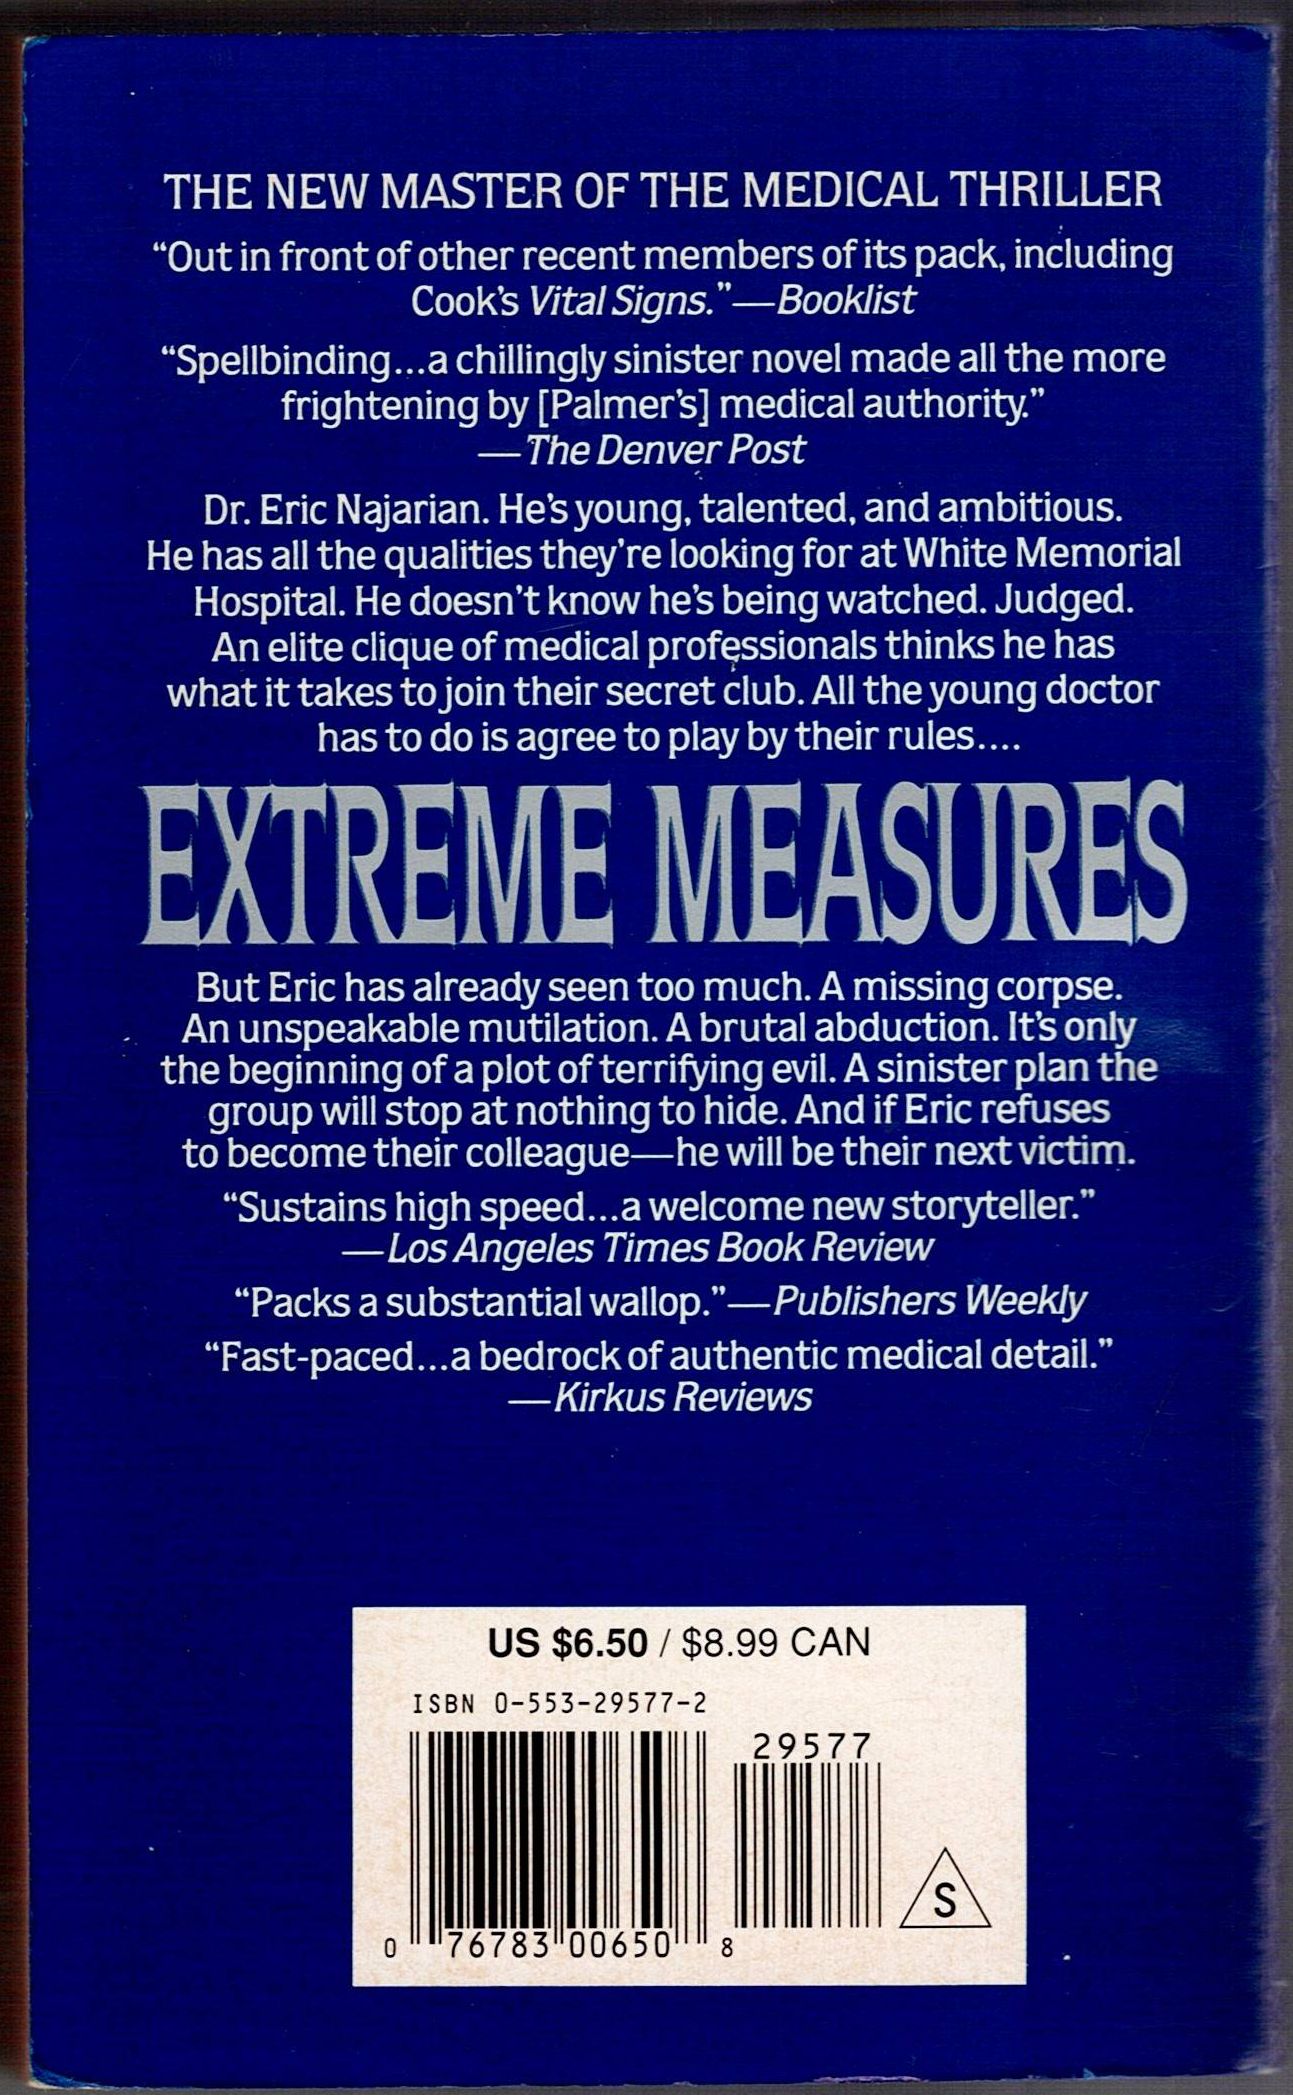 THE NEW MASTER OF THE MEDICAL THRILLER
“Out in front of other recent members of its pack, including
Cook’s Vital Signs.”—Booklist
“Spellbinding...a chillingly sinister novel made all the more
frightening by [Palmer’s] medical authority.”
—The Denver Post
Dr. Eric Najarian. He’s young, talented, and ambitious.
He has all the qualities they’re looking for at White Memorial
Hospital. He doesn’t know he’s being watched. Judged.
An elite clique of medical professionals thinks he has
what it takes to join their secret club. All the young doctor
has to do is agree to play by their rules....
EXTREME MEASURES
But Eric has already seen too much. A missing corpse.
An unspeakable mutilation. A brutal abduction. It’s only
the beginning of a plot of terrifying evil. A sinister plan the
group will stop at nothing to hide. And if Eric refuses
to become their colleague—he will be their next victim.
“Sustains high speed...a welcome new storyteller.”
—Los Angeles Times Book Review
“Packs a substantial wallop.”—Publishers Weekly
“Fast-paced...a bedrock of authentic medical detail.”
—Kirkus Reviews
US $6.50 / $8.99 CAN
ISBN 0-553-29577-2
29577
S
0 76783 00650 8